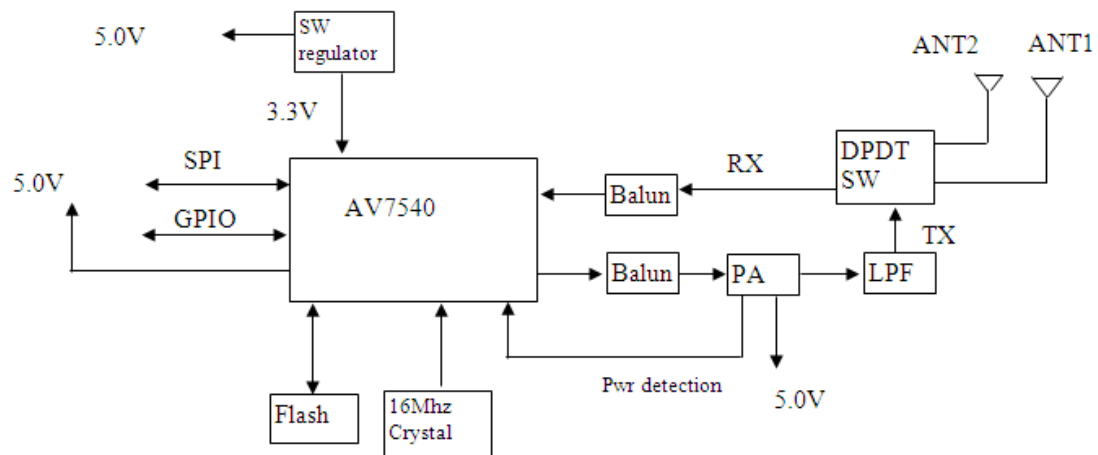 5.0V
SW
regulator
ANT2
ANT1
3.3V
SPI
5.0V
GPIO
AV7540
RX
Balun
DPDT
SW
TX
Balun
PA
LPF
Pwr detection
5.0V
Flash
16Mhz
Crystal